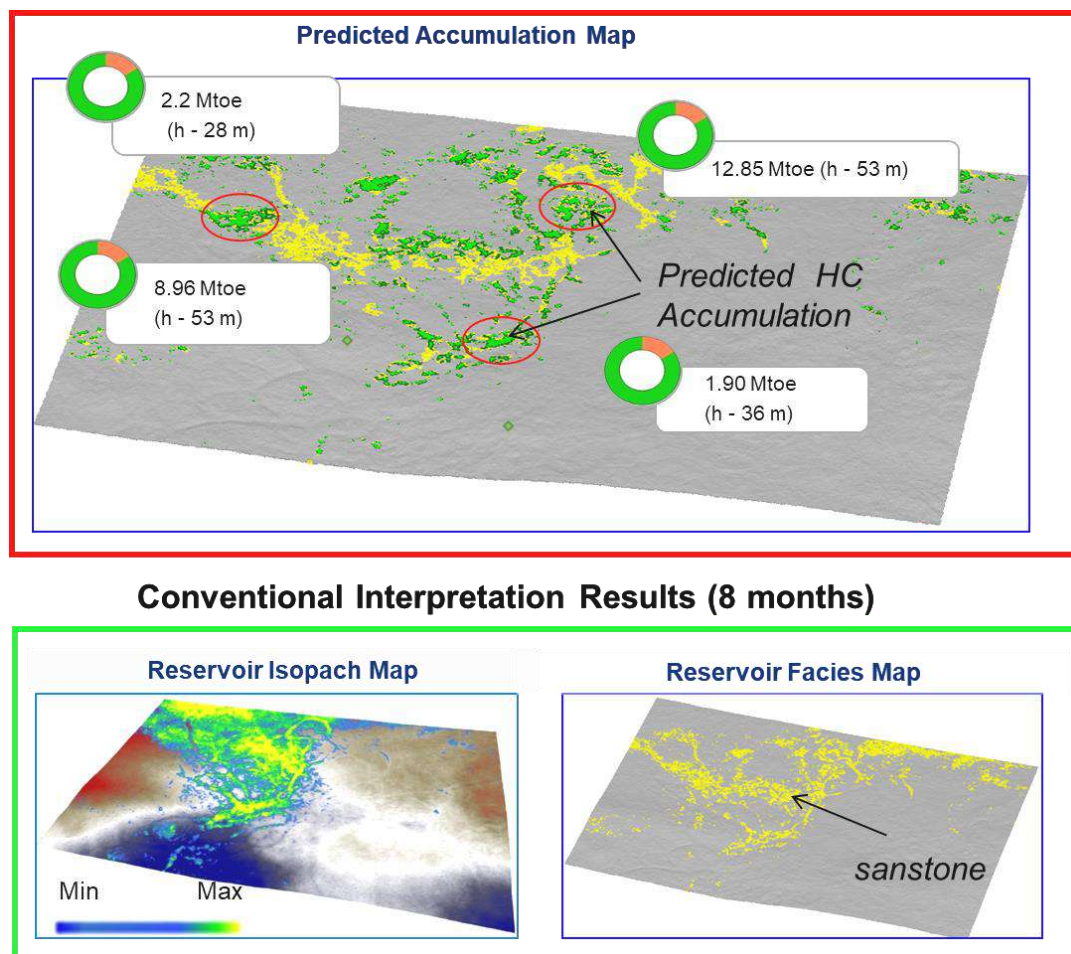 Predicted Accumulation Map
2.2 Mtoe
(h - 28 m)
12.85 Mtoe (h - 53 m)
8.96 Mtoe
(h - 53 m)
Predicted HC
Accumulation
1.90 Mtoe
(h - 36 m)
Conventional Interpretation Results (8 months)
Reservoir Isopach Map
Min Max
Reservoir Facies Map
sanstone